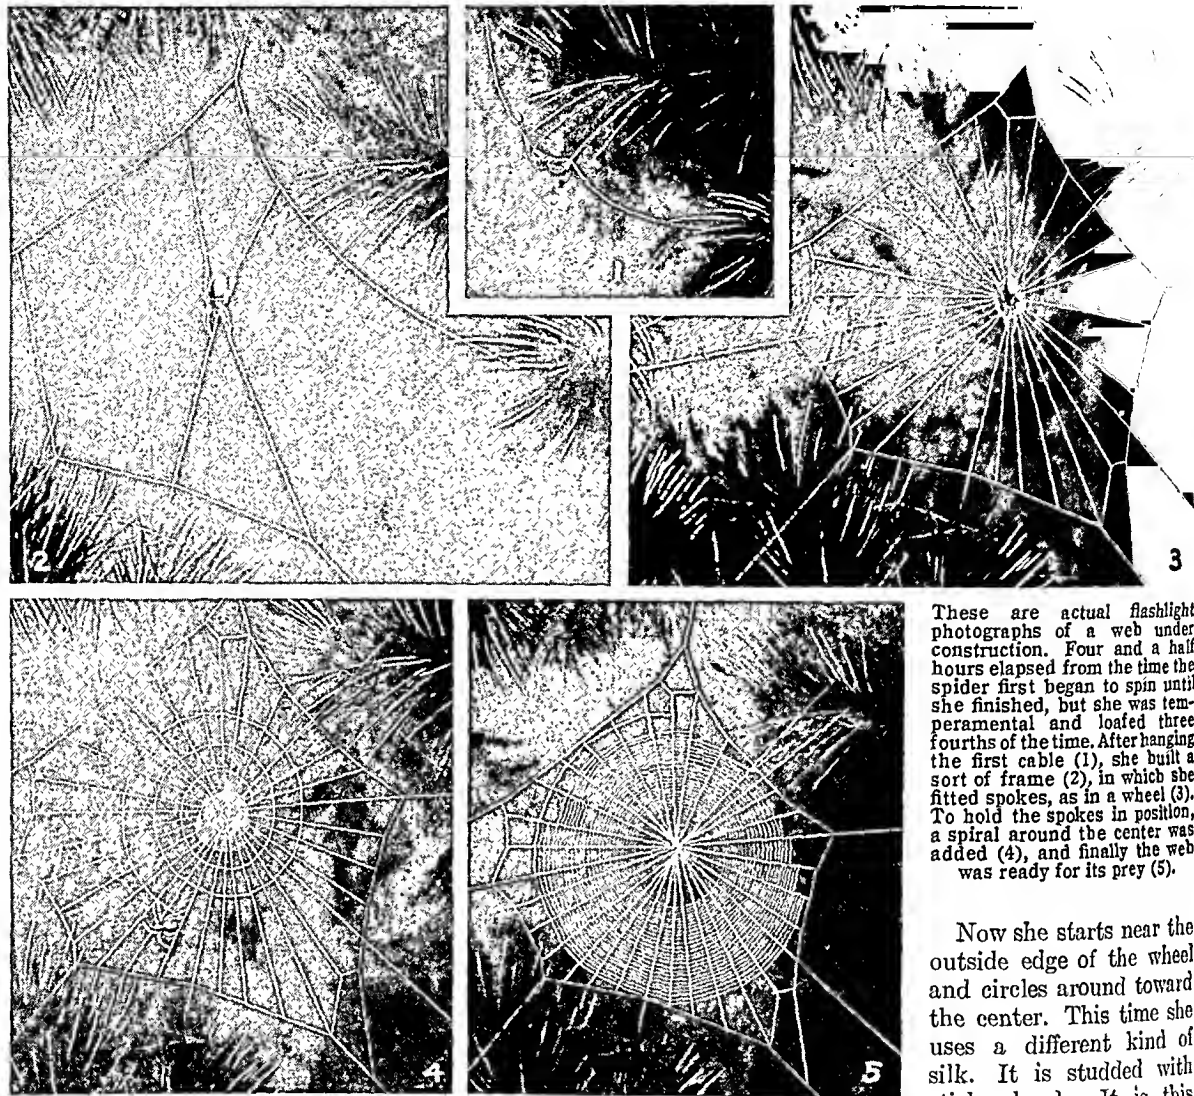 1
2
3
These are actual flashlight
photographs of a web under
construction. Four and a half
hours elapsed from the time the
spider first began to spin until
she finished, but she was tem-
peramental and loafed three
fourths of the time. After hanging
the first cable (1), she built a
sort of frame (2), in which she
fitted spokes, as in a wheel (3).
To hold the spokes in position,
a spiral around the center was
added (4), and finally the web
was ready for its prey (5).
4
5
Now she starts near the
outside edge of the wheel
and circles around toward
the center. This time she
uses a different kind of
silk. It is studded with
It is this